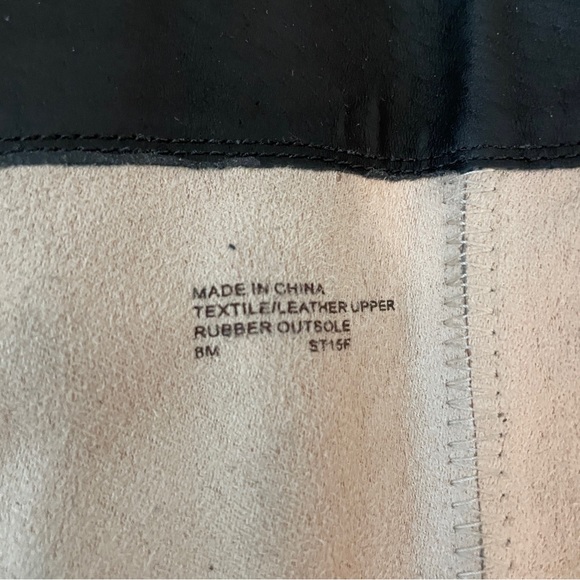 MADE IN CHINA
TEXTILE/LEATHER UPPER
RUBBER OUTSOLE
8M ST15F